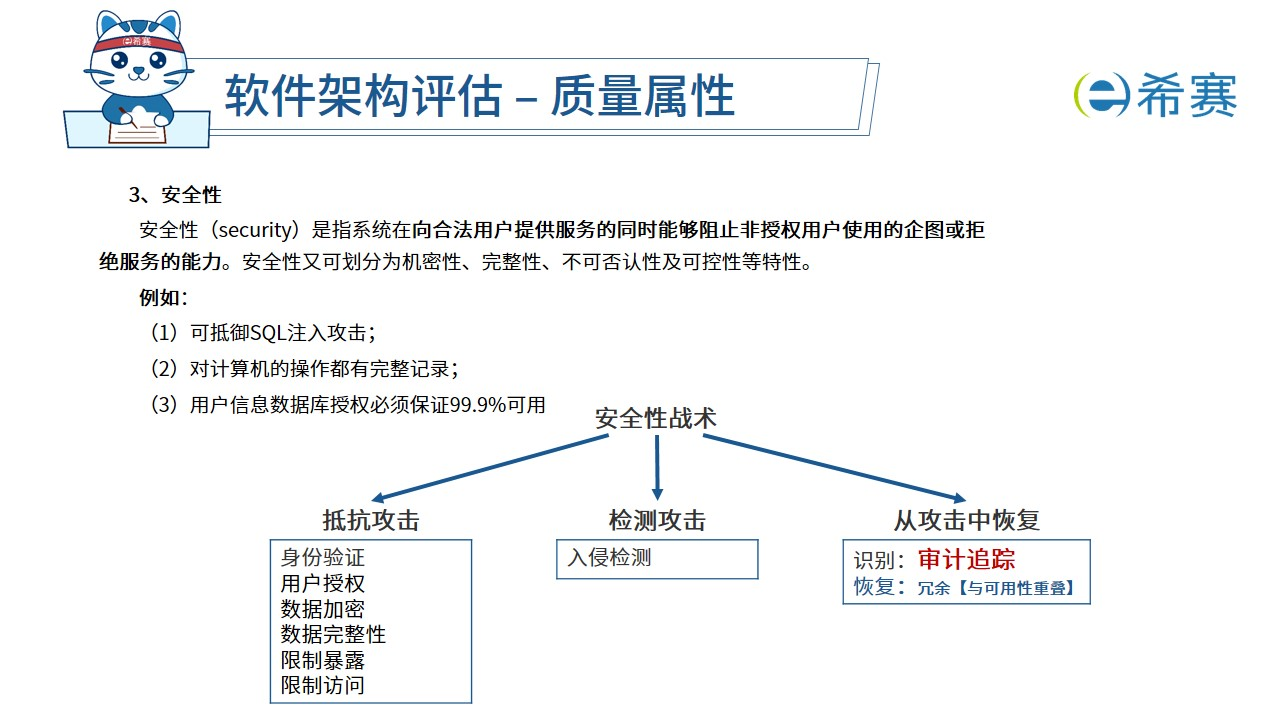 希赛
软件架构评估 – 质量属性
希赛
3、安全性
安全性（security）是指系统在向合法用户提供服务的同时能够阻止非授权用户使用的企图或拒
绝服务的能力。安全性又可划分为机密性、完整性、不可否认性及可控性等特性。
例如：
（1）可抵御SQL注入攻击；
（2）对计算机的操作都有完整记录；
（3）用户信息数据库授权必须保证99.9%可用
安全性战术
抵抗攻击
身份验证
用户授权
数据加密
数据完整性
限制暴露
限制访问
检测攻击
入侵检测
从攻击中恢复
识别：审计追踪
恢复：冗余【与可用性重叠】